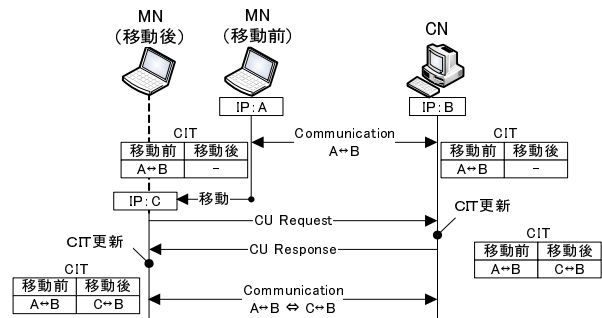 MN
（移動後）
MN
（移動前）
CN
IP：A
IP：B
CIT
移動前 移動後
A↔B －
Communication
A↔B
CIT
移動前 移動後
A↔B －
IP：C
移動
CU Request
CIT更新
CIT更新
CU Response
CIT
移動前 移動後
A↔B C↔B
CIT
移動前 移動後
A↔B C↔B
Communication
A↔B ⇔ C↔B